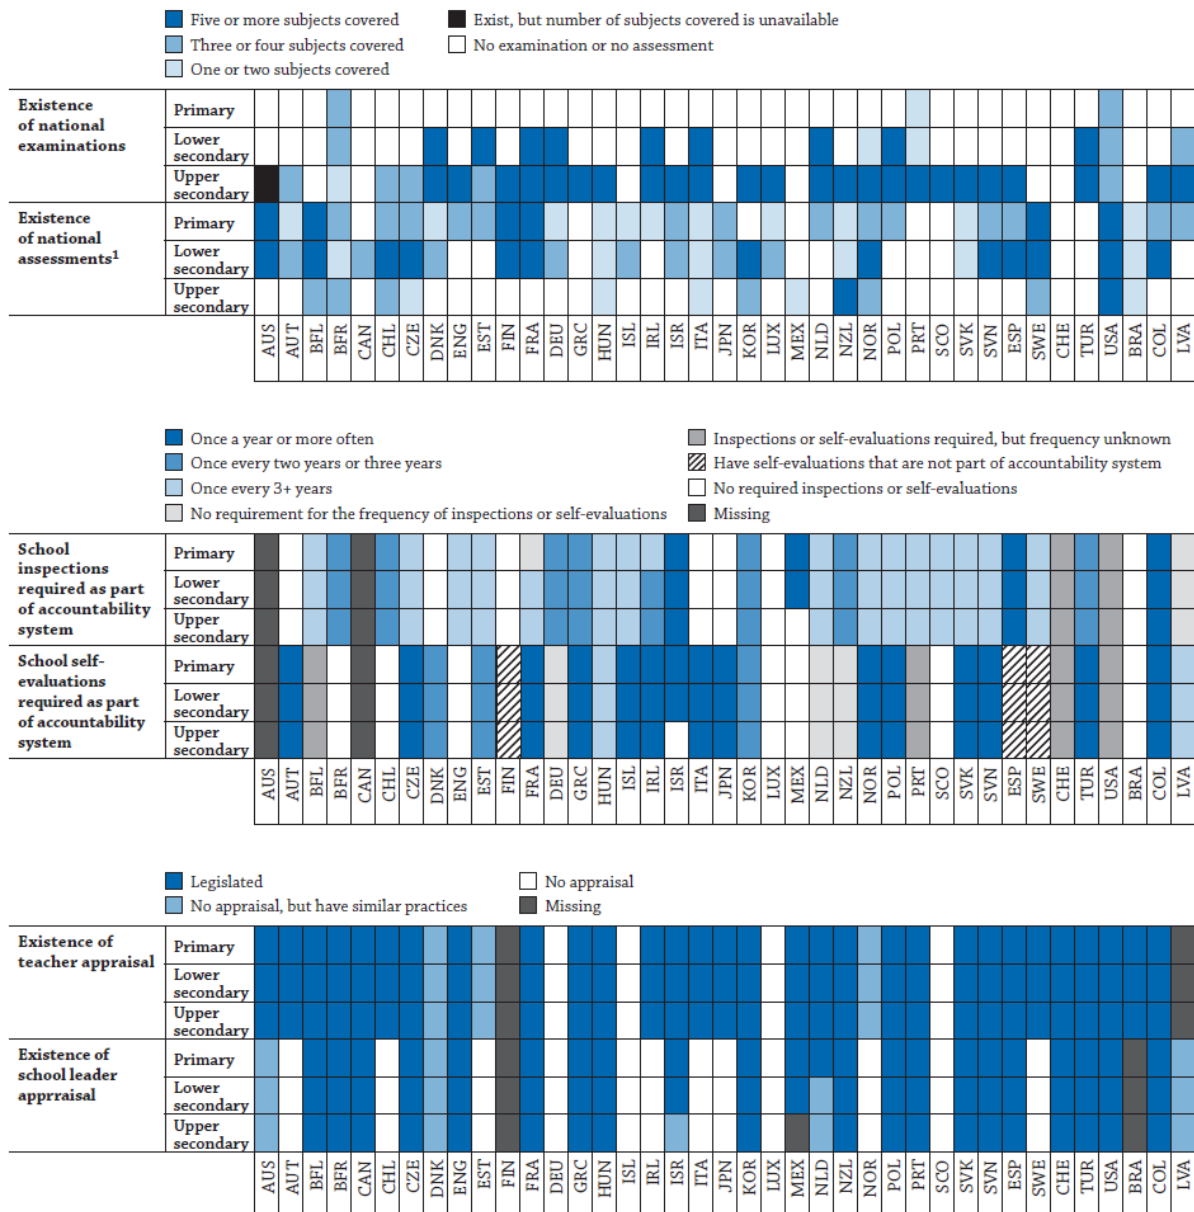 Five or more subjects covered
Exist, but number of subjects covered is unavailable
Three or four subjects covered
No examination or no assessment
One or two subjects covered
Existence
of national
examinations
Primary
Lower
secondary
Upper
secondary
Existence
of national
assessments1
Primary
Lower
secondary
Upper
secondary
AUS AUT BFL BFR CAN CHL CZE DNK ENG EST FIN FRA DEU GRC HUN ISL IRL ISR ITA JPN KOR LUX MEX NLD NZL NOR POL PRT SCO SVK SVN ESP SWE CHE TUR USA BRA COL LVA
Once a year or more often
Inspections or self-evaluations required, but frequency unknown
Once every two years or three years
Have self-evaluations that are not part of accountability system
Once every 3+ years
No required inspections or self-evaluations
No requirement for the frequency of inspections or self-evaluations
Missing
School
inspections
required as part
of accountability
system
Primary
Lower
secondary
Upper
secondary
School self-
evaluations
required as part
of accountability
system
Primary
Lower
secondary
Upper
secondary
AUS AUT BFL BFR CAN CHL CZE DNK ENG EST FIN FRA DEU GRC HUN ISL IRL ISR ITA JPN KOR LUX MEX NLD NZL NOR POL PRT SCO SVK SVN ESP SWE CHE TUR USA BRA COL LVA
Legislated
No appraisal
No appraisal, but have similar practices
Missing
Existence of
teacher appraisal
Primary
Lower
secondary
Upper
secondary
Existence of
school leader
apprraisal
Primary
Lower
secondary
Upper
secondary
AUS AUT BFL BFR CAN CHL CZE DNK ENG EST FIN FRA DEU GRC HUN ISL IRL ISR ITA JPN KOR LUX MEX NLD NZL NOR POL PRT SCO SVK SVN ESP SWE CHE TUR USA BRA COL LVA